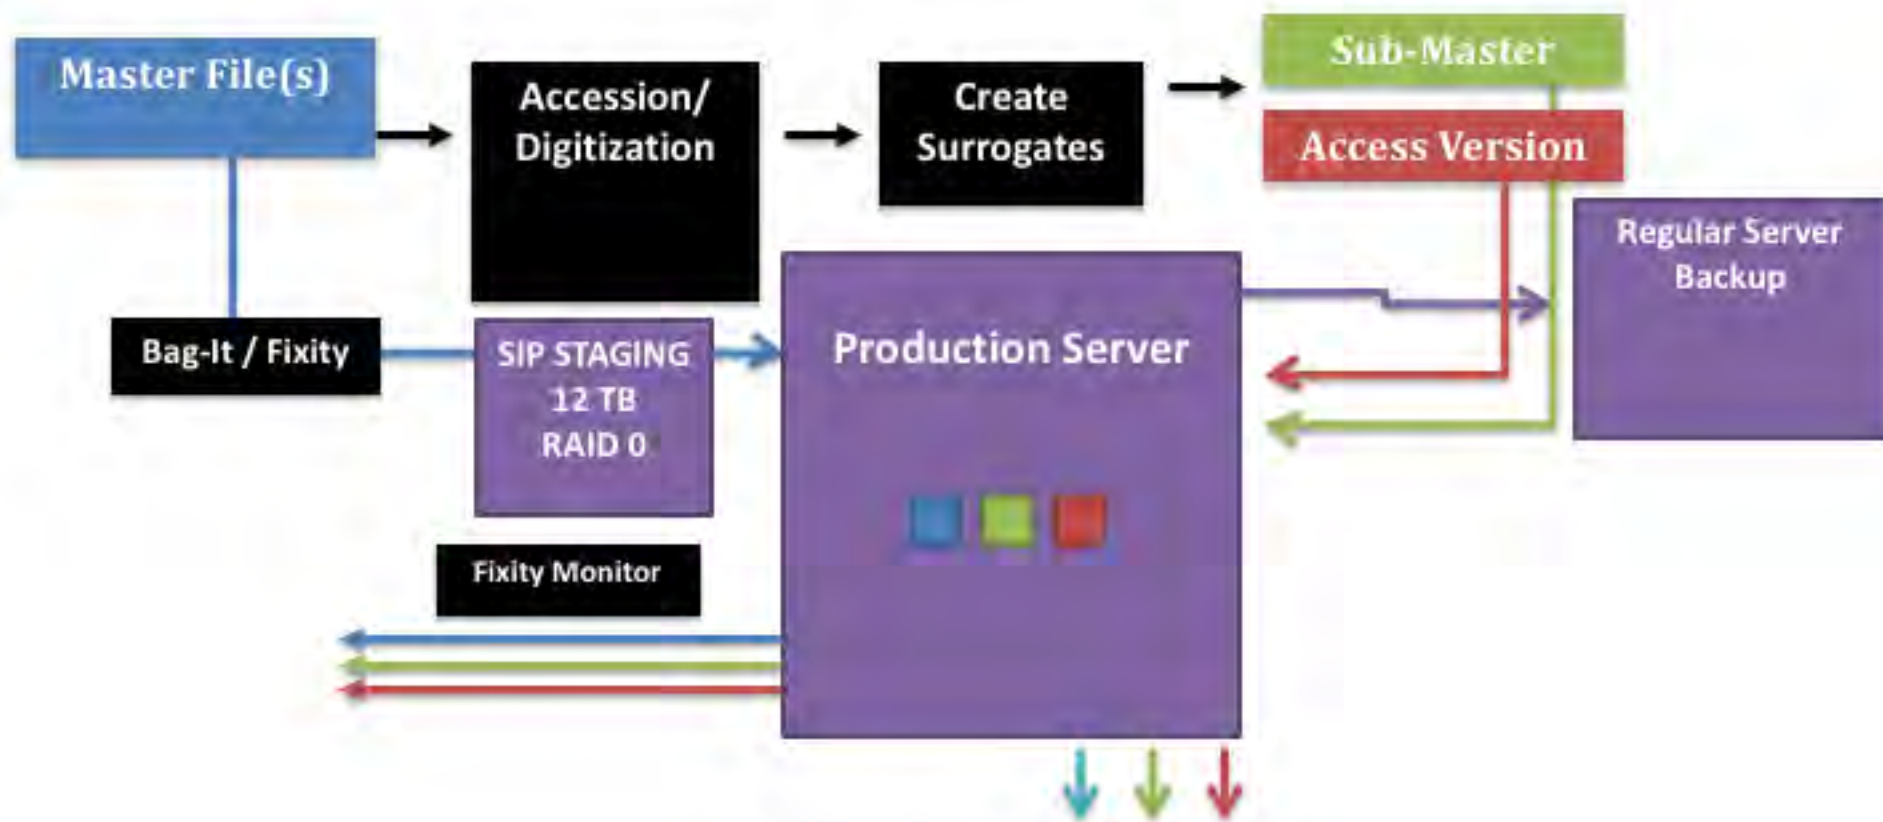 Master File(s)
Accession/
Digitization
Create
Surrogates
Sub-Master
Access Version
Regular Server
Backup
Bag-It / Fixity
SIP STAGING
12 TB
RAID 0
Production Server
Fixity Monitor